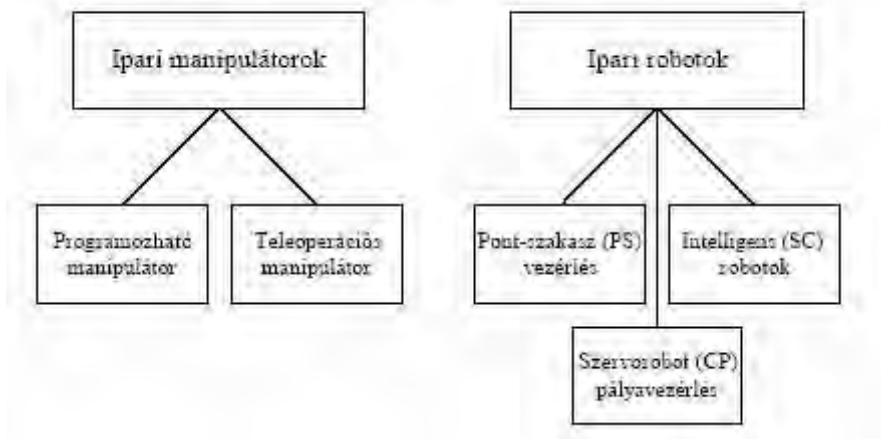 Ipari manipulátorok
Ipari robotok
Programozható
manipulátor
Teleoperációs
manipulátor
Pont-szakasz (PS)
vezérlés
Intelligens (SC)
robotok
Szervorobot (CP)
pályavezérlés